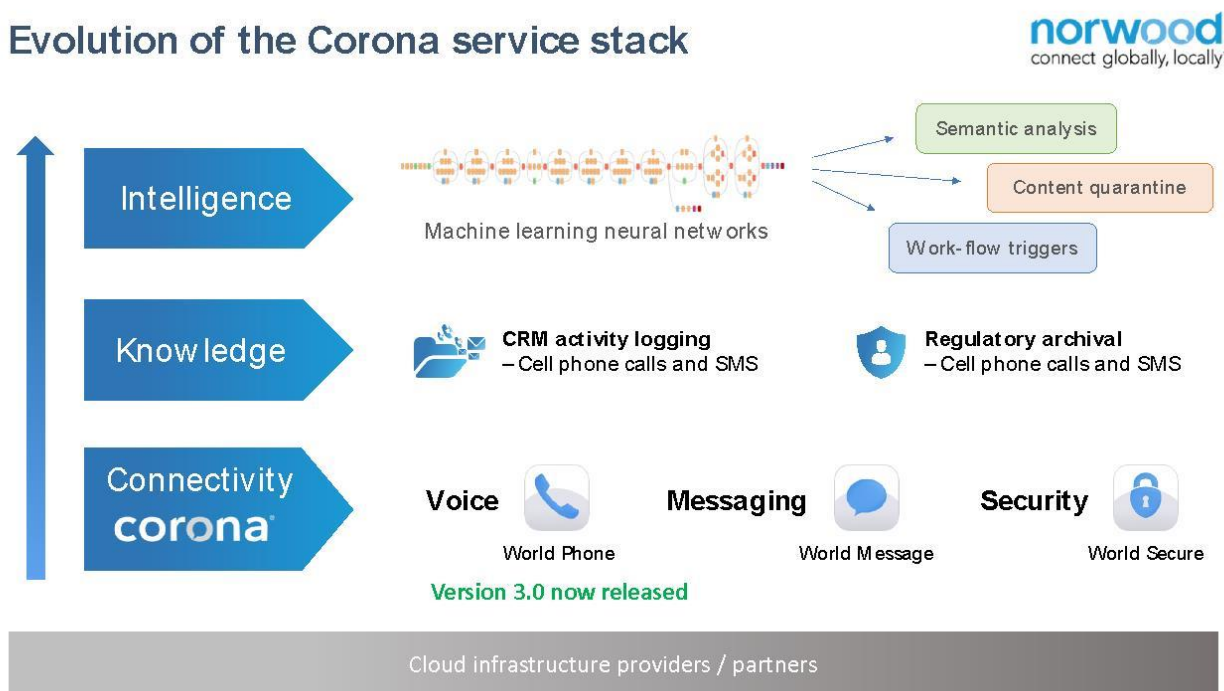 Evolution of the Corona service stack
norwood
connect globally, locally
Intelligence
Machine learning neural networks
Semantic analysis
Content quarantine
Work-flow triggers
Knowledge
CRM activity logging
– Cell phone calls and SMS
Regulatory archival
– Cell phone calls and SMS
Connectivity
corona
Voice
World Phone
Messaging
World Message
Security
World Secure
Version 3.0 now released
Cloud infrastructure providers / partners